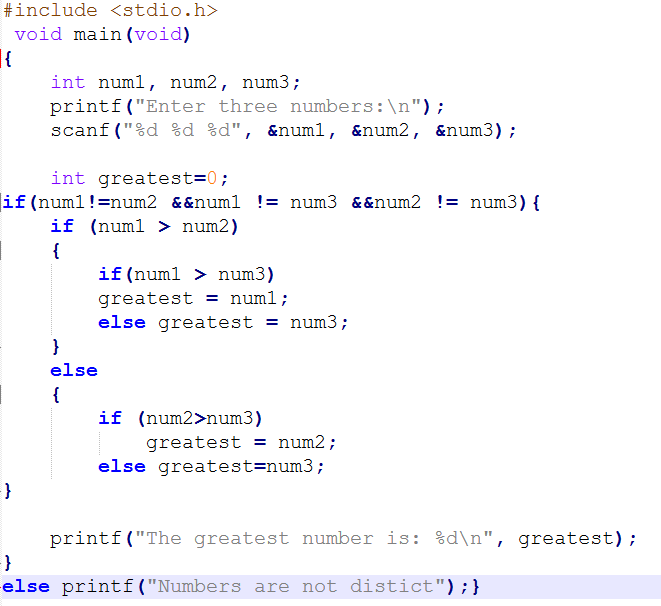 #include <stdio.h>
void main(void)
{
int num1, num2, num3;
printf("Enter three numbers:\n");
scanf("%d %d %d", &num1, &num2, &num3);
int greatest=0;
if(num1!=num2 &&num1 != num3 &&num2 != num3){
if (num1 > num2)
{
if(num1 > num3)
greatest = num1;
else greatest = num3;
}
else
{
if (num2>num3)
greatest = num2;
else greatest=num3;
}
printf("The greatest number is: %d\n", greatest);
}
else printf("Numbers are not distict");}